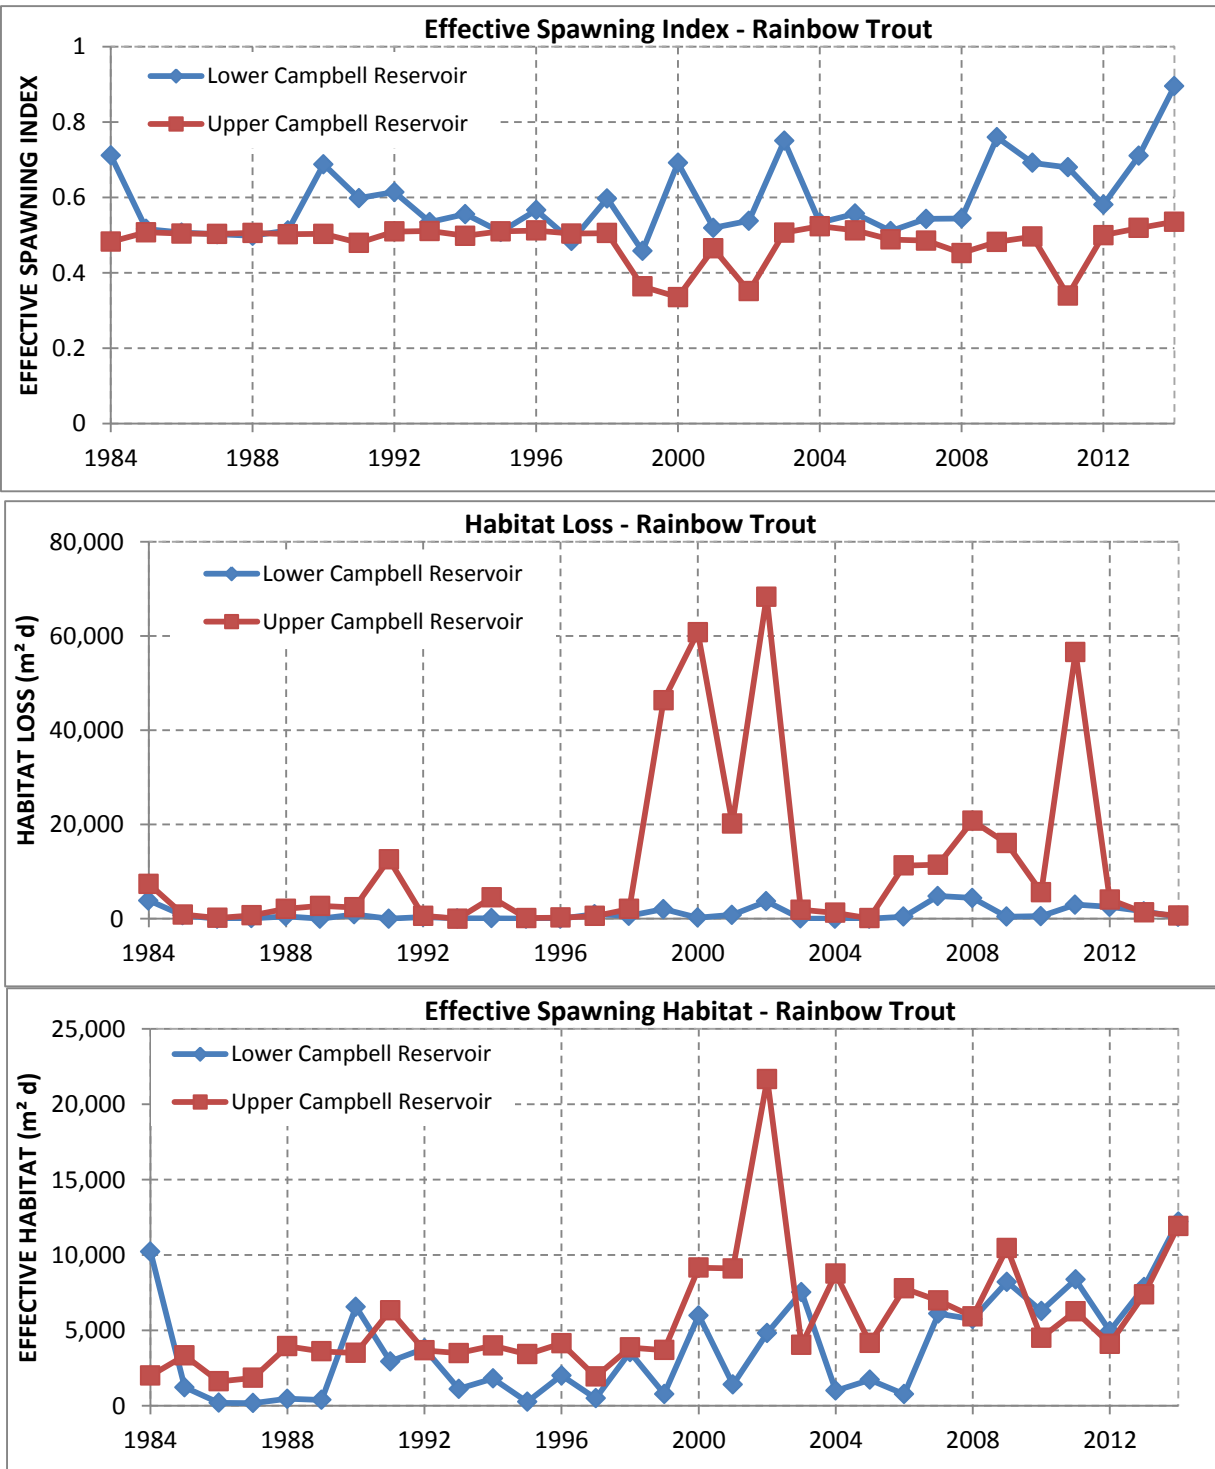 Effective Spawning Index - Rainbow Trout
EFFECTIVE SPAWNING INDEX
1
0.8
0.6
0.4
0.2
0
Lower Campbell Reservoir
Upper Campbell Reservoir
1984 1988 1992 1996 2000 2004 2008 2012
Habitat Loss - Rainbow Trout
HABITAT LOSS (m² d)
80,000
60,000
40,000
20,000
0
Lower Campbell Reservoir
Upper Campbell Reservoir
1984 1988 1992 1996 2000 2004 2008 2012
Effective Spawning Habitat - Rainbow Trout
EFFECTIVE HABITAT (m² d)
25,000
20,000
15,000
10,000
5,000
0
Lower Campbell Reservoir
Upper Campbell Reservoir
1984 1988 1992 1996 2000 2004 2008 2012